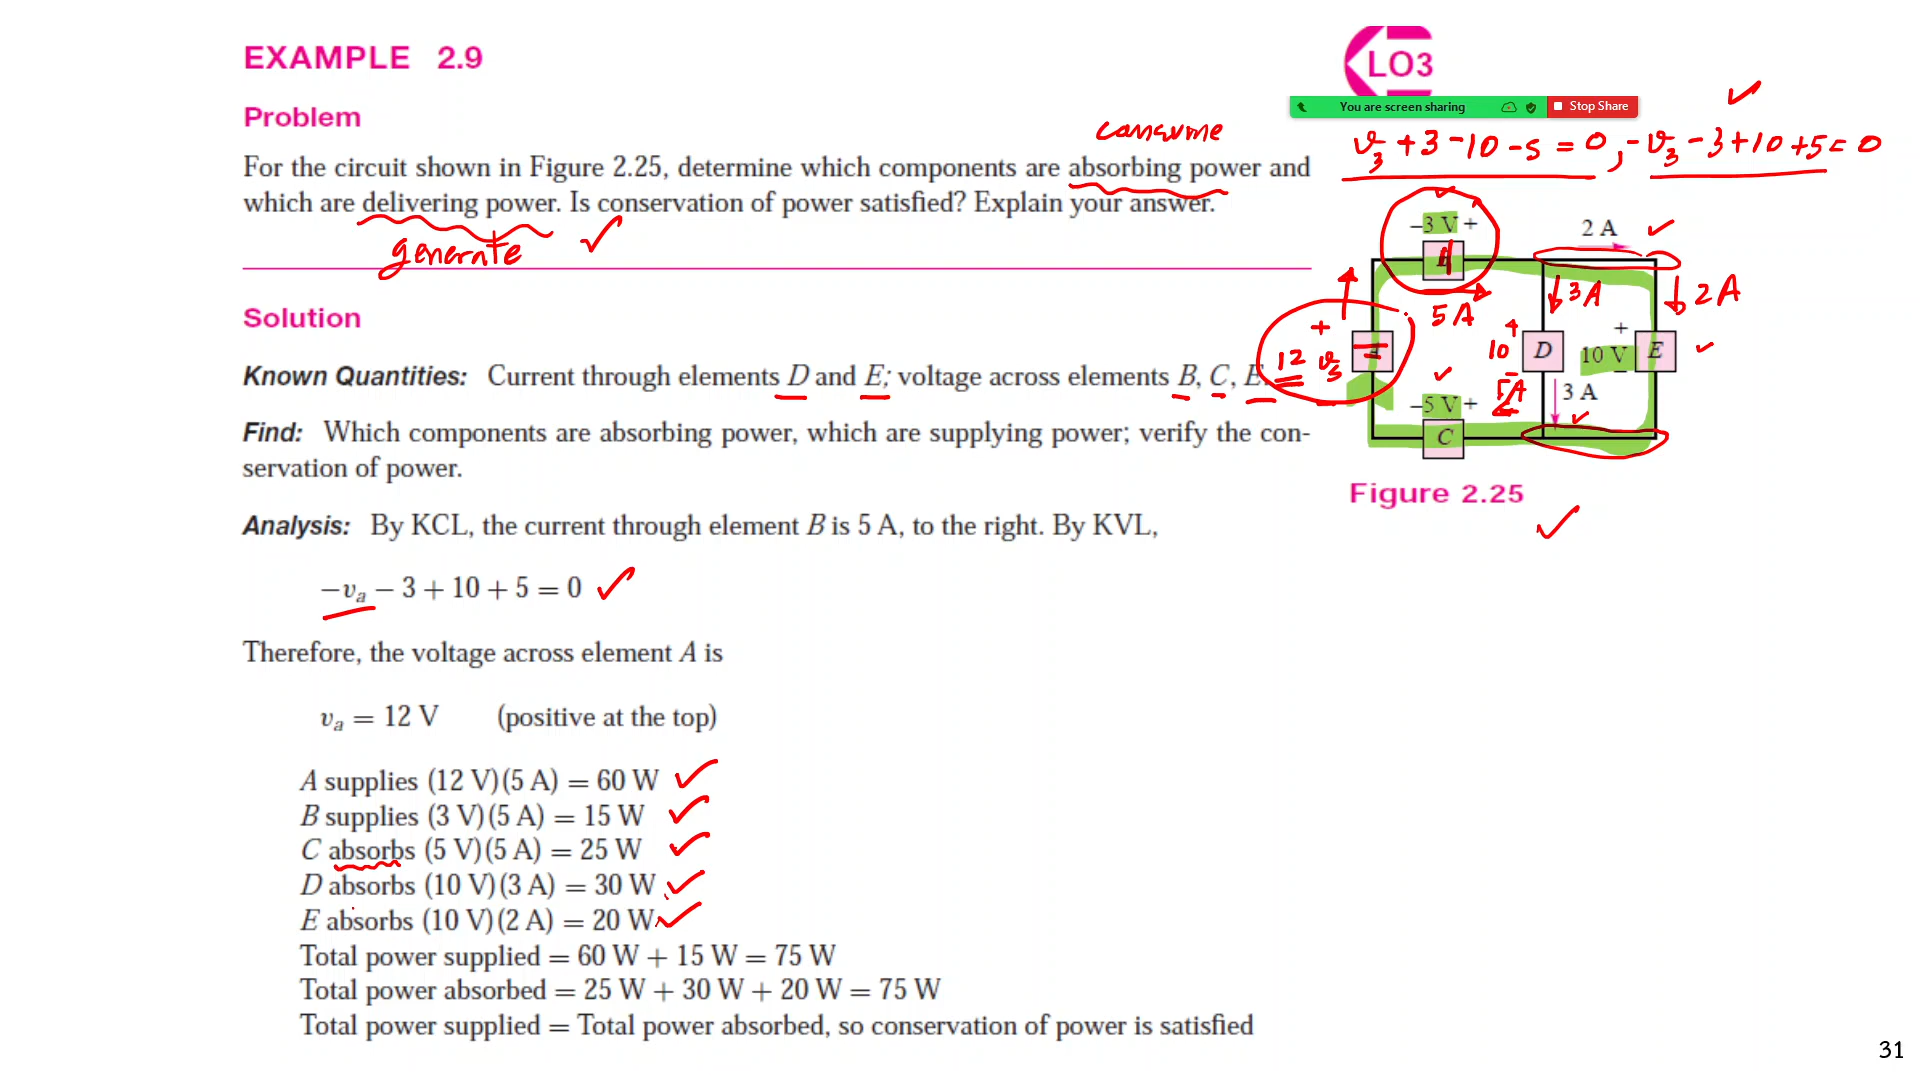 EXAMPLE 2.9
LO3
You are screen sharing
Stop Share
Problem
consume
v₃ + 3 - 10 - 5 = 0, - v₃ - 3 + 10 + 5 = 0
For the circuit shown in Figure 2.25, determine which components are absorbing power and
which are delivering power. Is conservation of power satisfied? Explain your answer.
generate
–3 V +
2 A
B
3A
2A
5 A
Solution
+
12
A
+
10
–
D
+
10 V
–
E
Known Quantities: Current through elements D and E; voltage across elements B, C, E.
5A
3 A
–5 V +
C
Find: Which components are absorbing power, which are supplying power; verify the con-
servation of power.
Figure 2.25
Analysis: By KCL, the current through element B is 5 A, to the right. By KVL,
−vₐ − 3 + 10 + 5 = 0
Therefore, the voltage across element A is
vₐ = 12 V (positive at the top)
A supplies (12 V)(5 A) = 60 W
B supplies (3 V)(5 A) = 15 W
C absorbs (5 V)(5 A) = 25 W
D absorbs (10 V)(3 A) = 30 W
E absorbs (10 V)(2 A) = 20 W
Total power supplied = 60 W + 15 W = 75 W
Total power absorbed = 25 W + 30 W + 20 W = 75 W
Total power supplied = Total power absorbed, so conservation of power is satisfied
31